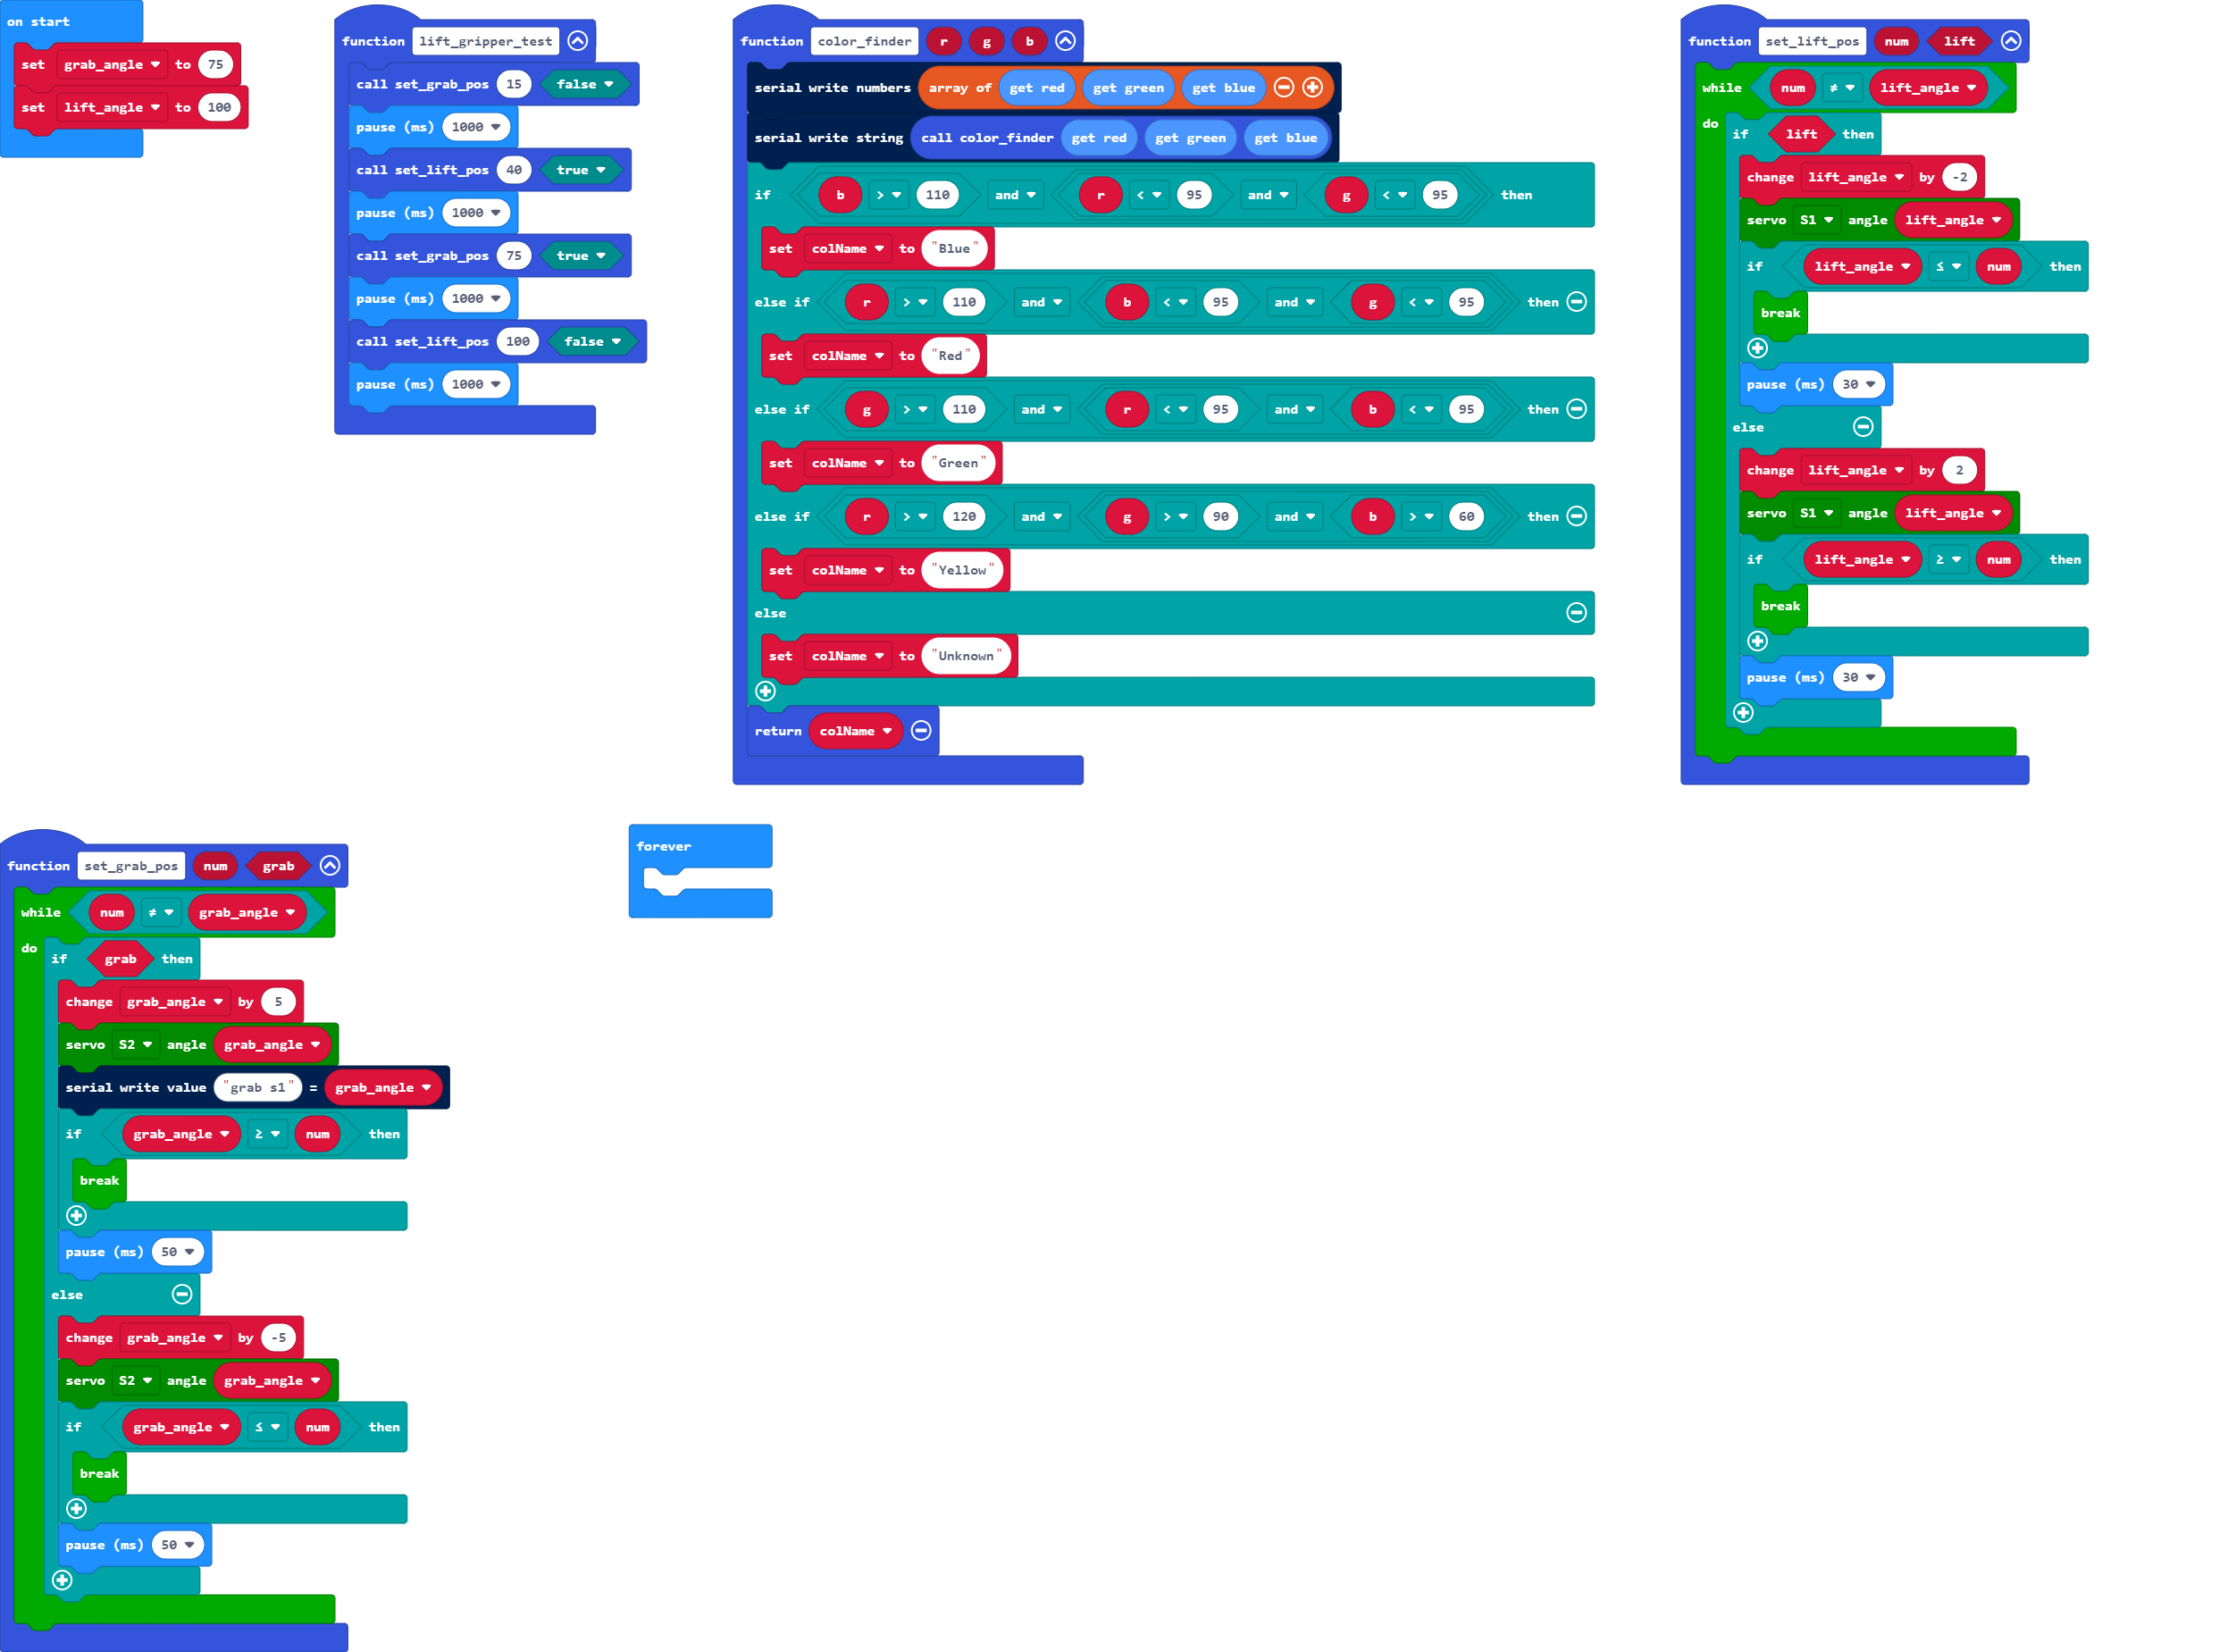 on start
set grab_angle to 75
set lift_angle to 100
function lift_gripper_test
call set_grab_pos 15 false
pause (ms) 1000
call set_lift_pos 40 true
pause (ms) 1000
call set_grab_pos 75 true
pause (ms) 1000
call set_lift_pos 100 false
pause (ms) 1000
function color_finder r g b
serial write numbers array of get red get green get blue
serial write string call color_finder get red get green get blue
if b > 110 and r < 95 and g < 95 then
set colName to "Blue"
else if r > 110 and b < 95 and g < 95 then
set colName to "Red"
else if g > 110 and r < 95 and b < 95 then
set colName to "Green"
else if r > 120 and g > 90 and b > 60 then
set colName to "Yellow"
else
set colName to "Unknown"
return colName
function set_lift_pos num lift
while num ≠ lift_angle
do if lift then
change lift_angle by -2
servo S1 angle lift_angle
if lift_angle ≤ num then
break
pause (ms) 30
else
change lift_angle by 2
servo S1 angle lift_angle
if lift_angle ≥ num then
break
pause (ms) 30
function set_grab_pos num grab
while num ≠ grab_angle
do if grab then
change grab_angle by 5
servo S2 angle grab_angle
serial write value "grab s1" = grab_angle
if grab_angle ≥ num then
break
pause (ms) 50
else
change grab_angle by -5
servo S2 angle grab_angle
if grab_angle ≤ num then
break
pause (ms) 50
forever